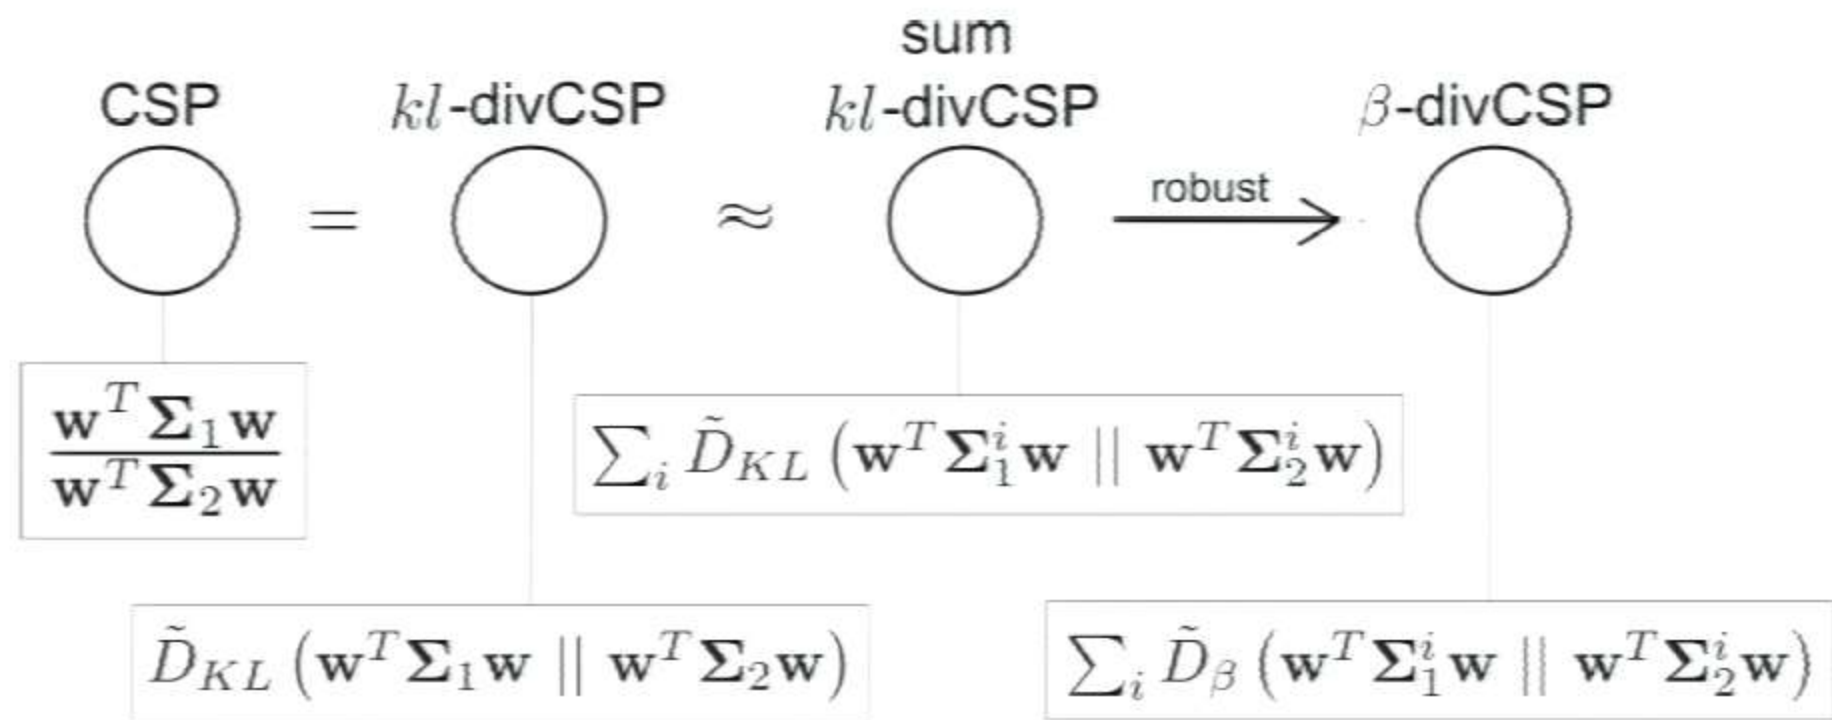 CSP
=
kl-divCSP
≈
sum
kl-divCSP
robust
β-divCSP
w^T Σ_1 w
w^T Σ_2 w
D̃_KL (w^T Σ_1 w || w^T Σ_2 w)
∑_i D̃_KL (w^T Σ_1^i w || w^T Σ_2^i w)
∑_i D̃_β (w^T Σ_1^i w || w^T Σ_2^i w)